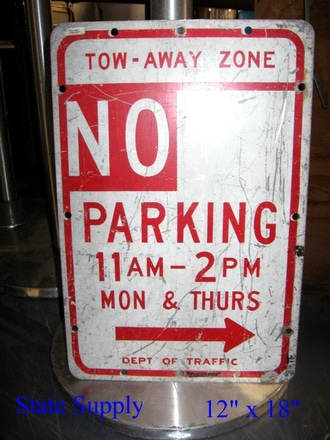 TOW-AWAY ZONE
NO
PARKING
11AM-2PM
MON & THURS
DEPT OF TRAFFIC
State Supply 12" x 18"